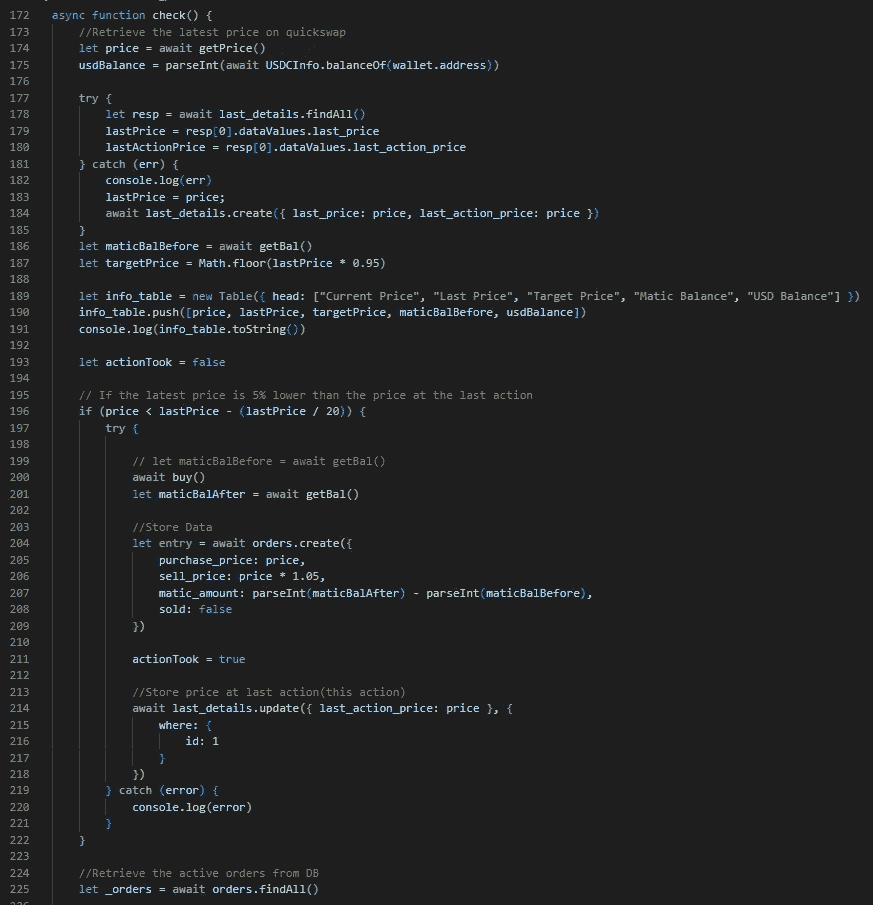 172 async function check() {
173 //Retrieve the latest price on quickswap
174 let price = await getPrice()
175 usdBalance = parseInt(await USDCInfo.balanceOf(wallet.address))
176
177 try {
178 let resp = await last_details.findAll()
179 lastPrice = resp[0].dataValues.last_price
180 lastActionPrice = resp[0].dataValues.last_action_price
181 } catch (err) {
182 console.log(err)
183 lastPrice = price;
184 await last_details.create({ last_price: price, last_action_price: price })
185 }
186 let maticBalBefore = await getBal()
187 let targetPrice = Math.floor(lastPrice * 0.95)
188
189 let info_table = new Table({ head: ["Current Price", "Last Price", "Target Price", "Matic Balance", "USD Balance"] })
190 info_table.push([price, lastPrice, targetPrice, maticBalBefore, usdBalance])
191 console.log(info_table.toString())
192
193 let actionTook = false
194
195 // If the latest price is 5% lower than the price at the last action
196 if (price < lastPrice - (lastPrice / 20)) {
197 try {
198
199 // let maticBalBefore = await getBal()
200 await buy()
201 let maticBalAfter = await getBal()
202
203 //Store Data
204 let entry = await orders.create({
205 purchase_price: price,
206 sell_price: price * 1.05,
207 matic_amount: parseInt(maticBalAfter) - parseInt(maticBalBefore),
208 sold: false
209 })
210
211 actionTook = true
212
213 //Store price at last action(this action)
214 await last_details.update({ last_action_price: price }, {
215 where: {
216 id: 1
217 }
218 })
219 } catch (error) {
220 console.log(error)
221 }
222 }
223
224 //Retrieve the active orders from DB
225 let _orders = await orders.findAll()